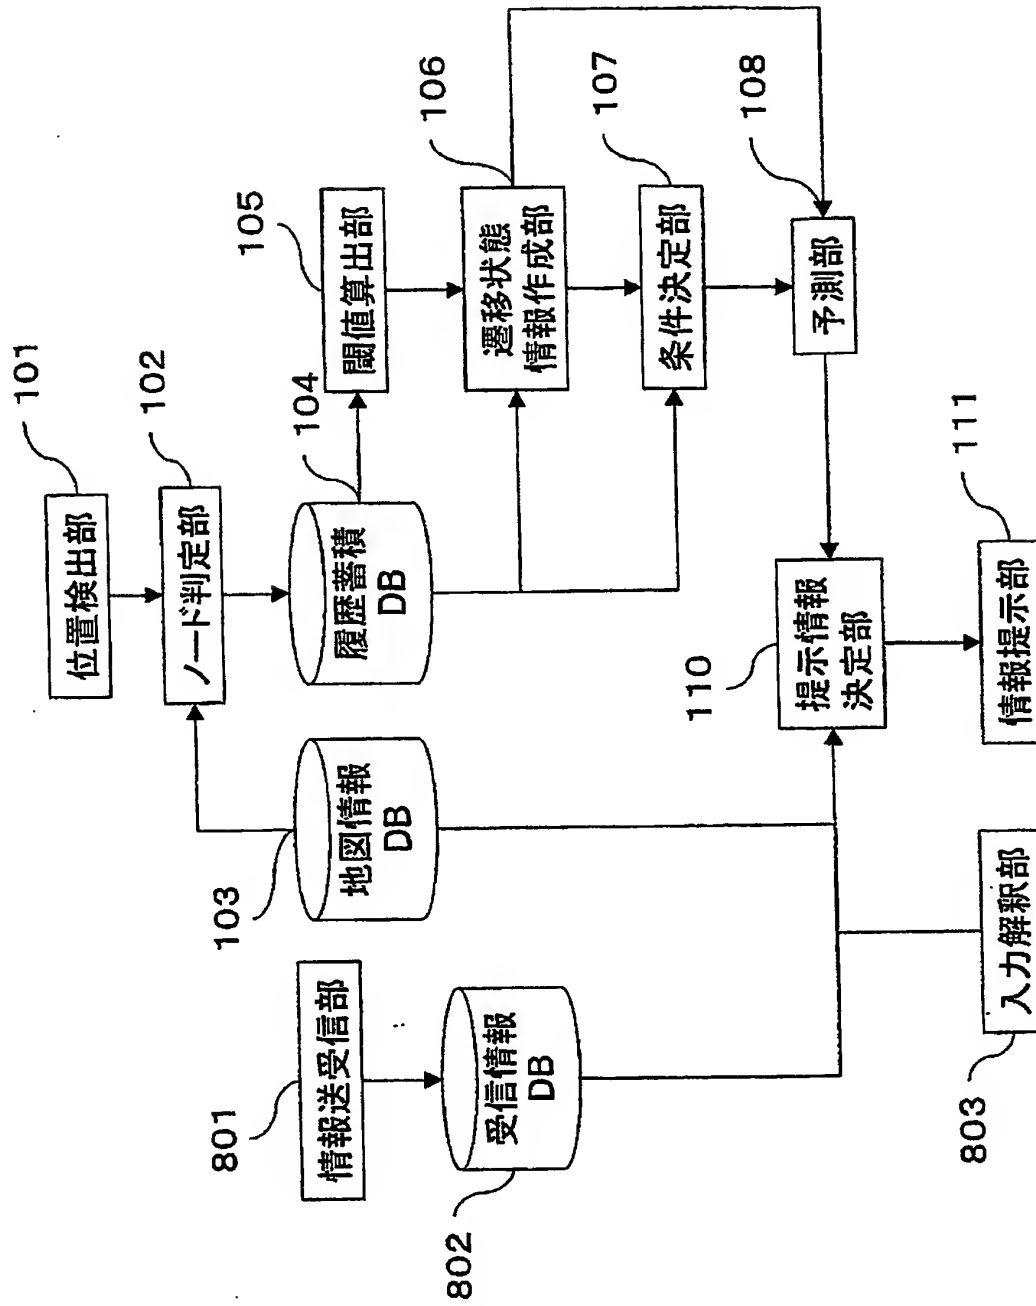 101
位置検出部
102
ノード判定部
103
地図情報
DB
104
履歴蓄積
DB
105
閾値算出部
106
遷移状態
情報作成部
107
条件決定部
108
予測部
801
情報送受信部
802
受信情報
DB
110
提示情報
決定部
111
情報提示部
803
入力解釈部